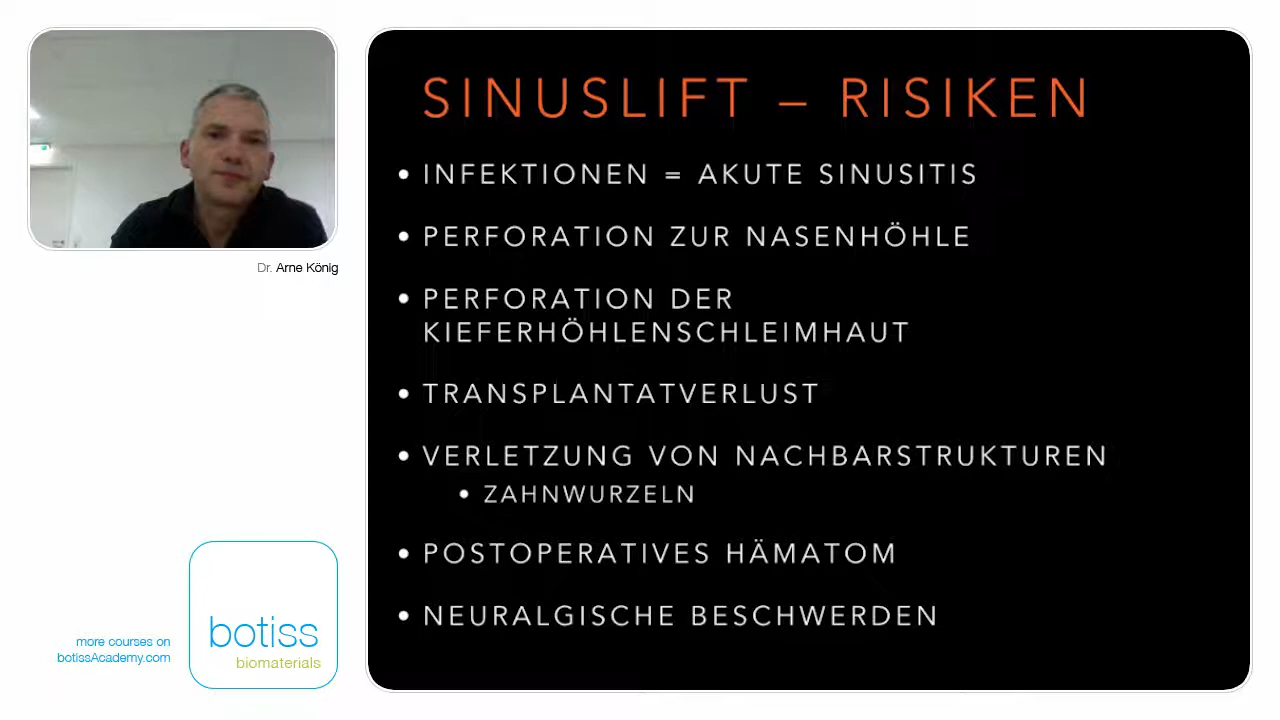 SINUSLIFT – RISIKEN
• INFEKTIONEN = AKUTE SINUSITIS
• PERFORATION ZUR NASENHÖHLE
• PERFORATION DER
KIEFERHÖHLENSCHLEIMHAUT
• TRANSPLANTATVERLUST
• VERLETZUNG VON NACHBARSTRUKTUREN
• ZAHNWURZELN
• POSTOPERATIVES HÄMATOM
• NEURALGISCHE BESCHWERDEN
Dr. Arne König
more courses on
botissAcademy.com
botiss
biomaterials